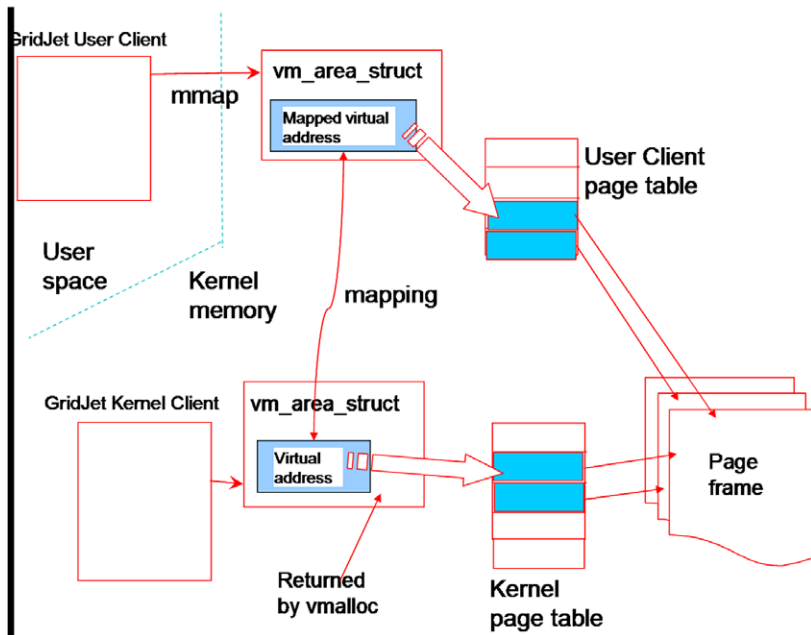 GridJet User Client
mmap
vm_area_struct
Mapped virtual
address
User Client
page table
User
space
Kernel
memory
mapping
GridJet Kernel Client
vm_area_struct
Virtual
address
Page
frame
Returned
by vmalloc
Kernel
page table